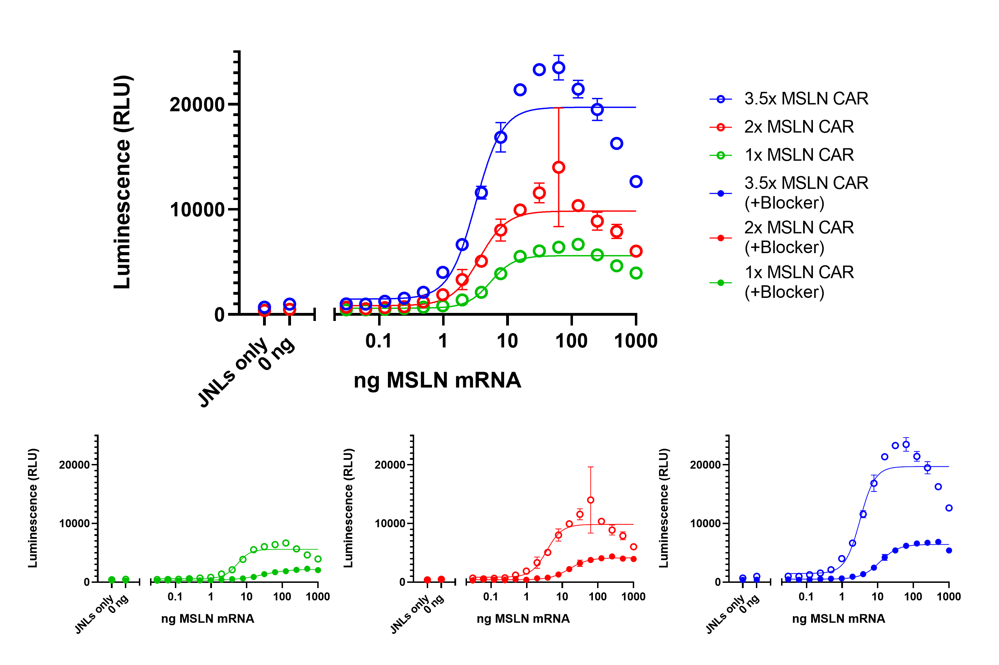 Luminescence (RLU)
20000
10000
0
JNLs only
0 ng
0.1
1
10
100
1000
ng MSLN mRNA
3.5x MSLN CAR
2x MSLN CAR
1x MSLN CAR
3.5x MSLN CAR
(+Blocker)
2x MSLN CAR
(+Blocker)
1x MSLN CAR
(+Blocker)
Luminescence (RLU)
20000
10000
0
JNLs only
0 ng
0.1
1
10
100
1000
ng MSLN mRNA
Luminescence (RLU)
20000
10000
0
JNLs only
0 ng
0.1
1
10
100
1000
ng MSLN mRNA
Luminescence (RLU)
20000
10000
0
JNLs only
0 ng
0.1
1
10
100
1000
ng MSLN mRNA